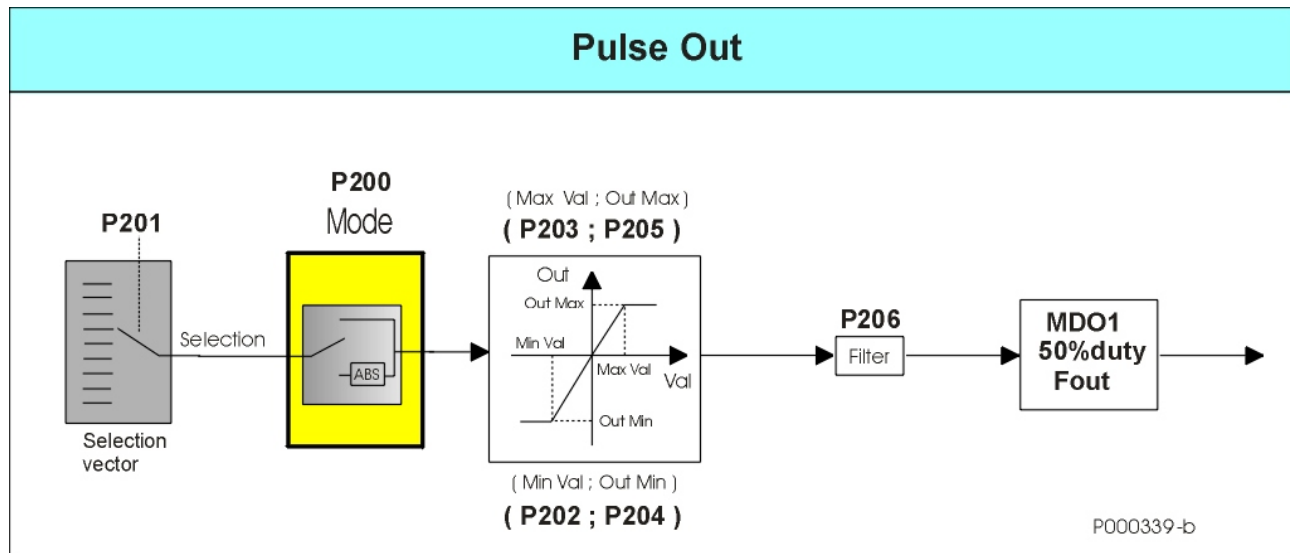 Pulse Out
P201
Selection
vector
Selection
P200
Mode
ABS
( Max Val ; Out Max )
( P203 ; P205 )
Out
Out Max
Min Val
Max Val
Val
Out Min
( Min Val ; Out Min )
( P202 ; P204 )
P206
Filter
MDO1
50%duty
Fout
P000339-b